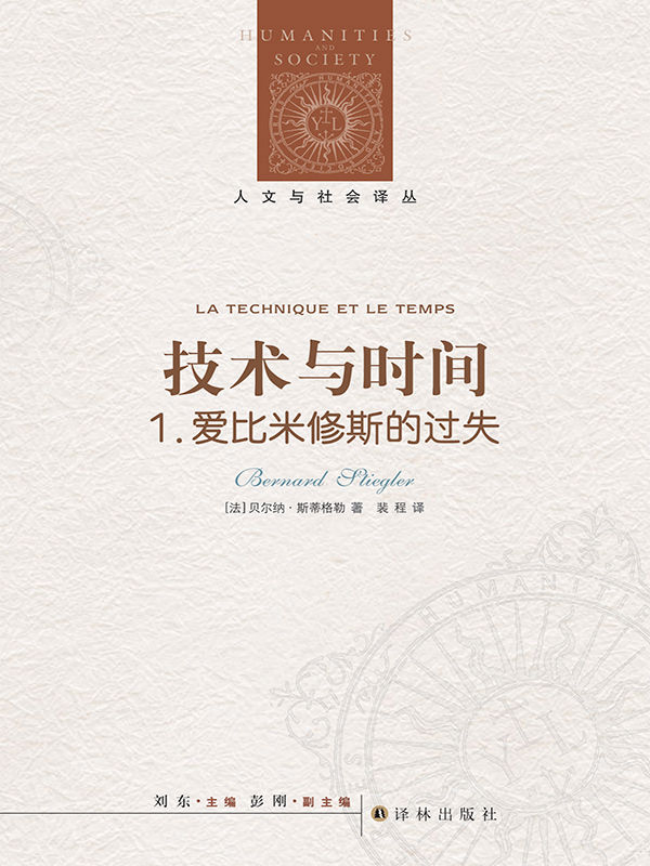 HUMANITIES
AND
SOCIETY
YL
人文与社会译丛
LA TECHNIQUE ET LE TEMPS
技术与时间
1.爱比米修斯的过失
Bernard Stiegler
[法]贝尔纳·斯蒂格勒 著 裴程 译
HUMANITIES
YL
刘东·主编 彭刚·副主编
译林出版社